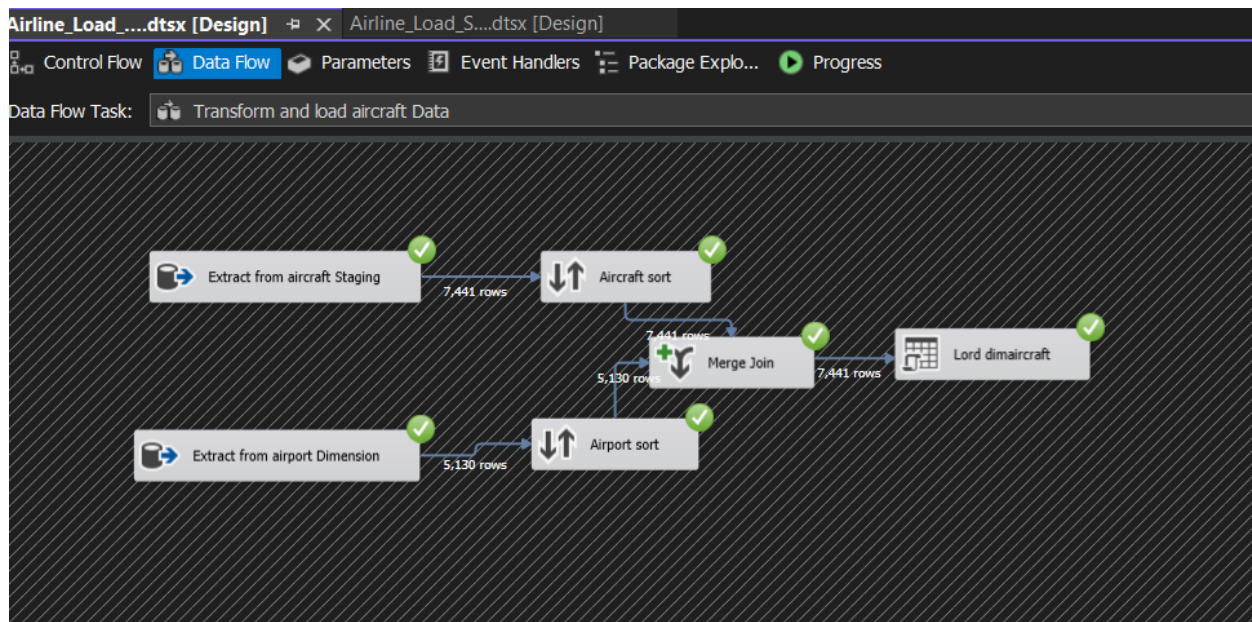 Airline_Load_....dtsx [Design] Airline_Load_S....dtsx [Design]
Control Flow Data Flow Parameters Event Handlers Package Explo... Progress
Data Flow Task: Transform and load aircraft Data
Extract from aircraft Staging
7,441 rows
Aircraft sort
7,441 rows
Merge Join
5,130 rows
7,441 rows
Lord dimaircraft
Extract from airport Dimension
5,130 rows
Airport sort